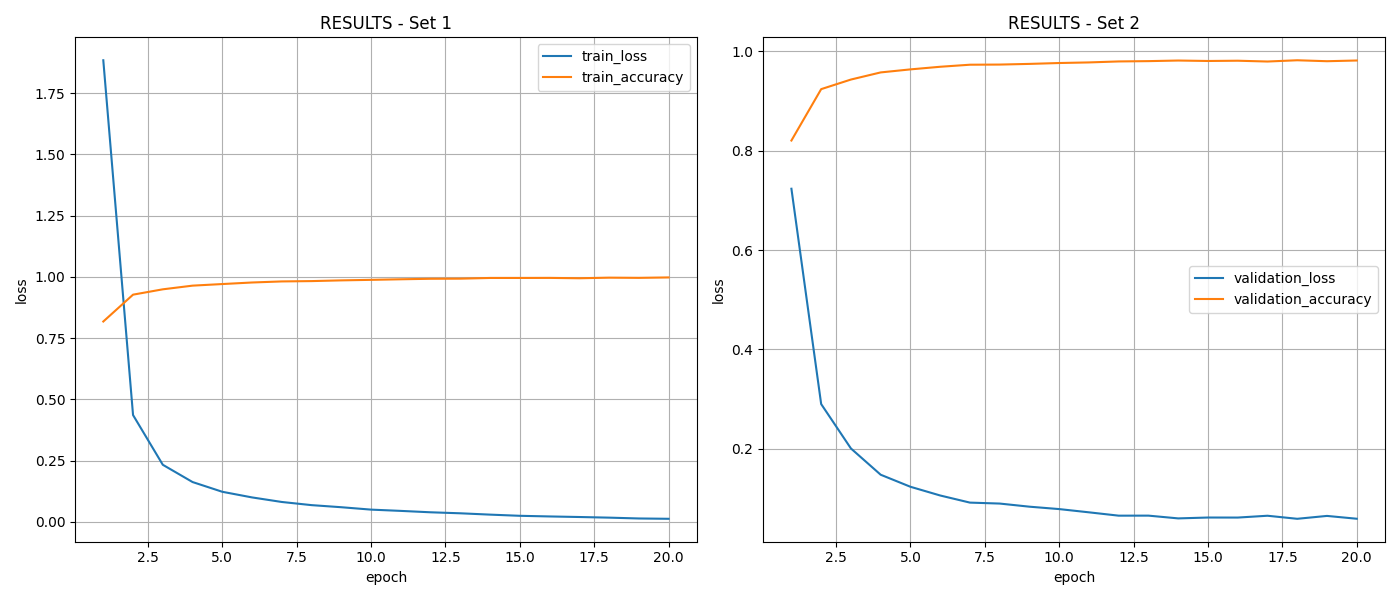 RESULTS - Set 1
train_loss
train_accuracy
1.75
1.50
1.25
1.00
0.75
0.50
0.25
0.00
loss
2.5 5.0 7.5 10.0 12.5 15.0 17.5 20.0
epoch
RESULTS - Set 2
1.0
0.8
0.6
0.4
0.2
loss
validation_loss
validation_accuracy
2.5 5.0 7.5 10.0 12.5 15.0 17.5 20.0
epoch